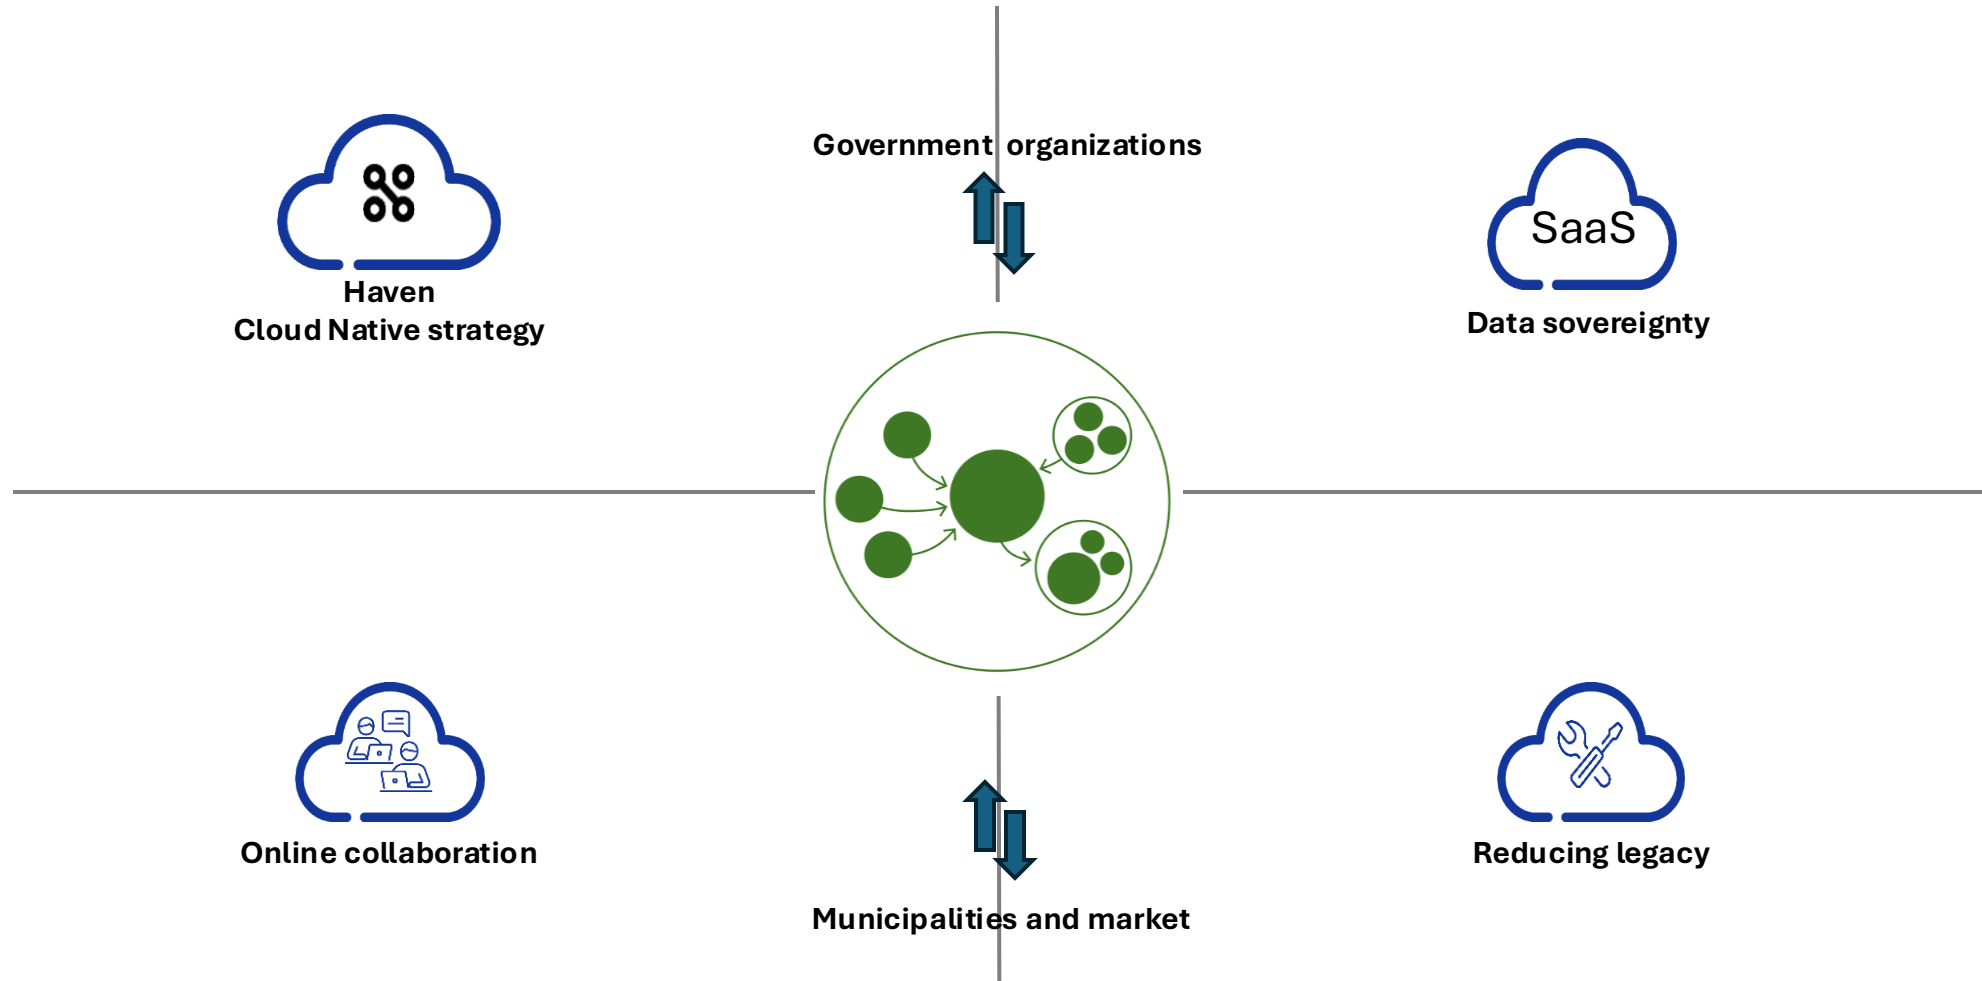 Government organizations
SaaS
Haven
Cloud Native strategy
Data sovereignty
Online collaboration
Reducing legacy
Municipalities and market